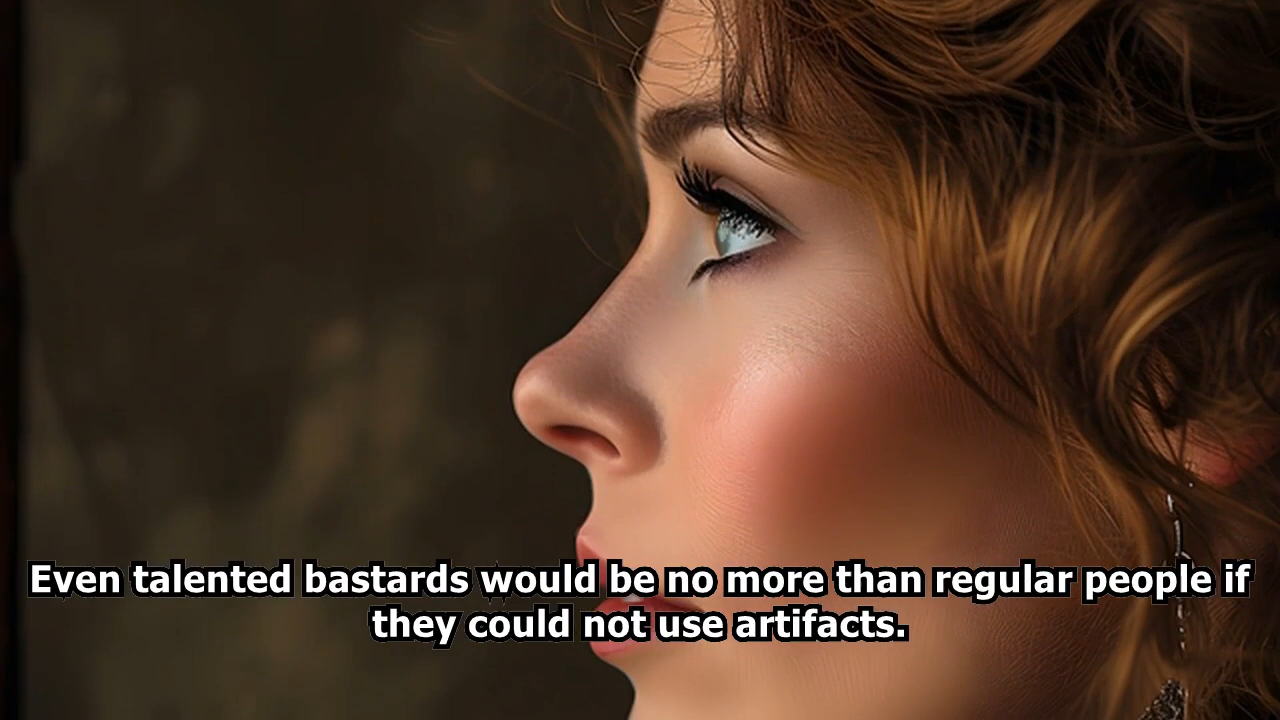 Even talented bastards would be no more than regular people if
they could not use artifacts.